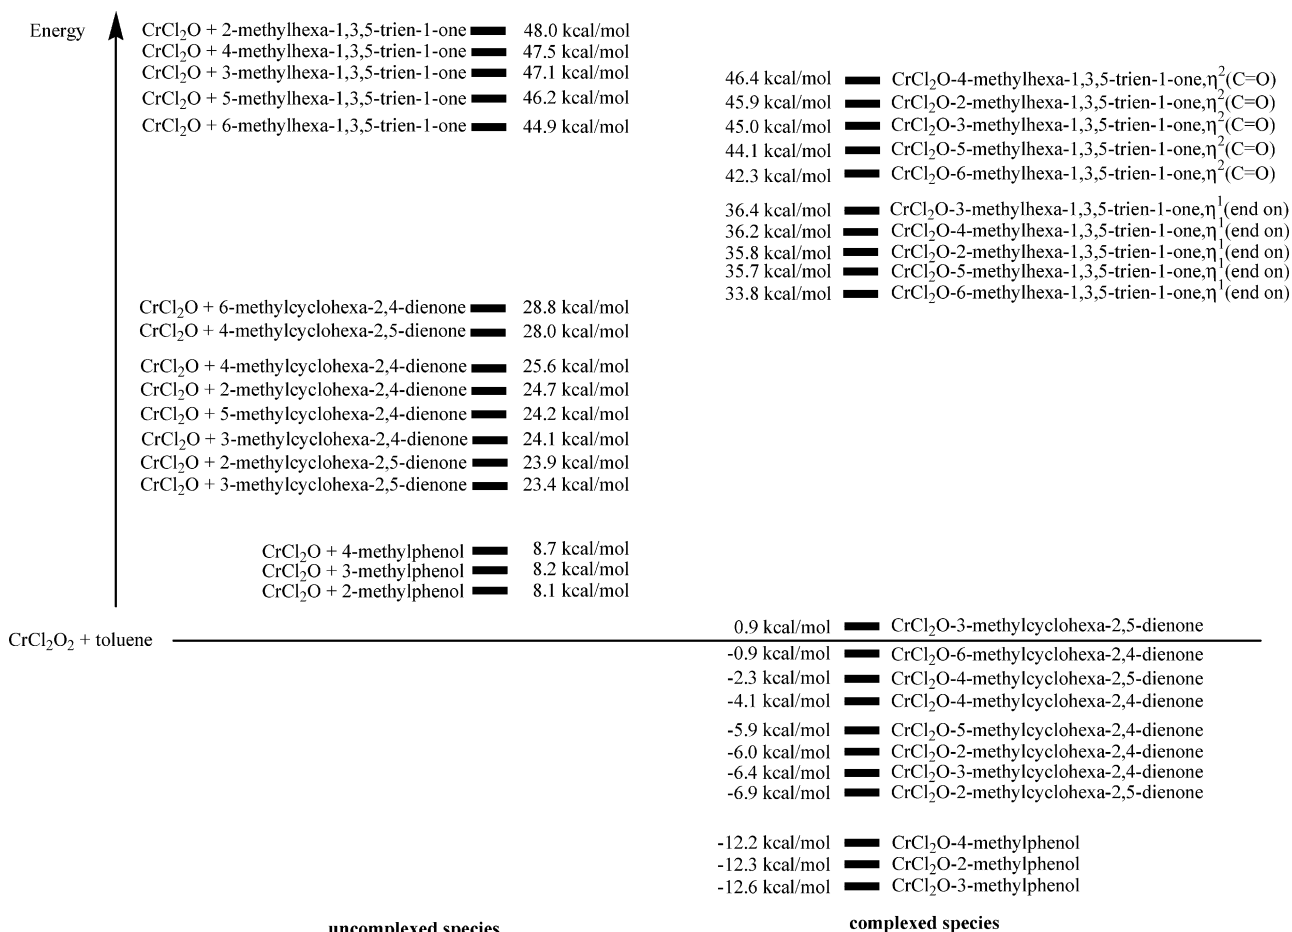 Energy
CrCl₂O + 2-methylhexa-1,3,5-trien-1-one 48.0 kcal/mol
CrCl₂O + 4-methylhexa-1,3,5-trien-1-one 47.5 kcal/mol
CrCl₂O + 3-methylhexa-1,3,5-trien-1-one 47.1 kcal/mol
CrCl₂O + 5-methylhexa-1,3,5-trien-1-one 46.2 kcal/mol
CrCl₂O + 6-methylhexa-1,3,5-trien-1-one 44.9 kcal/mol
CrCl₂O + 6-methylcyclohexa-2,4-dienone 28.8 kcal/mol
CrCl₂O + 4-methylcyclohexa-2,5-dienone 28.0 kcal/mol
CrCl₂O + 4-methylcyclohexa-2,4-dienone 25.6 kcal/mol
CrCl₂O + 2-methylcyclohexa-2,4-dienone 24.7 kcal/mol
CrCl₂O + 5-methylcyclohexa-2,4-dienone 24.2 kcal/mol
CrCl₂O + 3-methylcyclohexa-2,4-dienone 24.1 kcal/mol
CrCl₂O + 2-methylcyclohexa-2,5-dienone 23.9 kcal/mol
CrCl₂O + 3-methylcyclohexa-2,5-dienone 23.4 kcal/mol
CrCl₂O + 4-methylphenol 8.7 kcal/mol
CrCl₂O + 3-methylphenol 8.2 kcal/mol
CrCl₂O + 2-methylphenol 8.1 kcal/mol
CrCl₂O₂ + toluene
uncomplexed species
46.4 kcal/mol CrCl₂O-4-methylhexa-1,3,5-trien-1-one,η²(C=O)
45.9 kcal/mol CrCl₂O-2-methylhexa-1,3,5-trien-1-one,η²(C=O)
45.0 kcal/mol CrCl₂O-3-methylhexa-1,3,5-trien-1-one,η²(C=O)
44.1 kcal/mol CrCl₂O-5-methylhexa-1,3,5-trien-1-one,η²(C=O)
42.3 kcal/mol CrCl₂O-6-methylhexa-1,3,5-trien-1-one,η²(C=O)
36.4 kcal/mol CrCl₂O-3-methylhexa-1,3,5-trien-1-one,η¹(end on)
36.2 kcal/mol CrCl₂O-4-methylhexa-1,3,5-trien-1-one,η¹(end on)
35.8 kcal/mol CrCl₂O-2-methylhexa-1,3,5-trien-1-one,η¹(end on)
35.7 kcal/mol CrCl₂O-5-methylhexa-1,3,5-trien-1-one,η¹(end on)
33.8 kcal/mol CrCl₂O-6-methylhexa-1,3,5-trien-1-one,η¹(end on)
0.9 kcal/mol CrCl₂O-3-methylcyclohexa-2,5-dienone
-0.9 kcal/mol CrCl₂O-6-methylcyclohexa-2,4-dienone
-2.3 kcal/mol CrCl₂O-4-methylcyclohexa-2,5-dienone
-4.1 kcal/mol CrCl₂O-4-methylcyclohexa-2,4-dienone
-5.9 kcal/mol CrCl₂O-5-methylcyclohexa-2,4-dienone
-6.0 kcal/mol CrCl₂O-2-methylcyclohexa-2,4-dienone
-6.4 kcal/mol CrCl₂O-3-methylcyclohexa-2,4-dienone
-6.9 kcal/mol CrCl₂O-2-methylcyclohexa-2,5-dienone
-12.2 kcal/mol CrCl₂O-4-methylphenol
-12.3 kcal/mol CrCl₂O-2-methylphenol
-12.6 kcal/mol CrCl₂O-3-methylphenol
complexed species